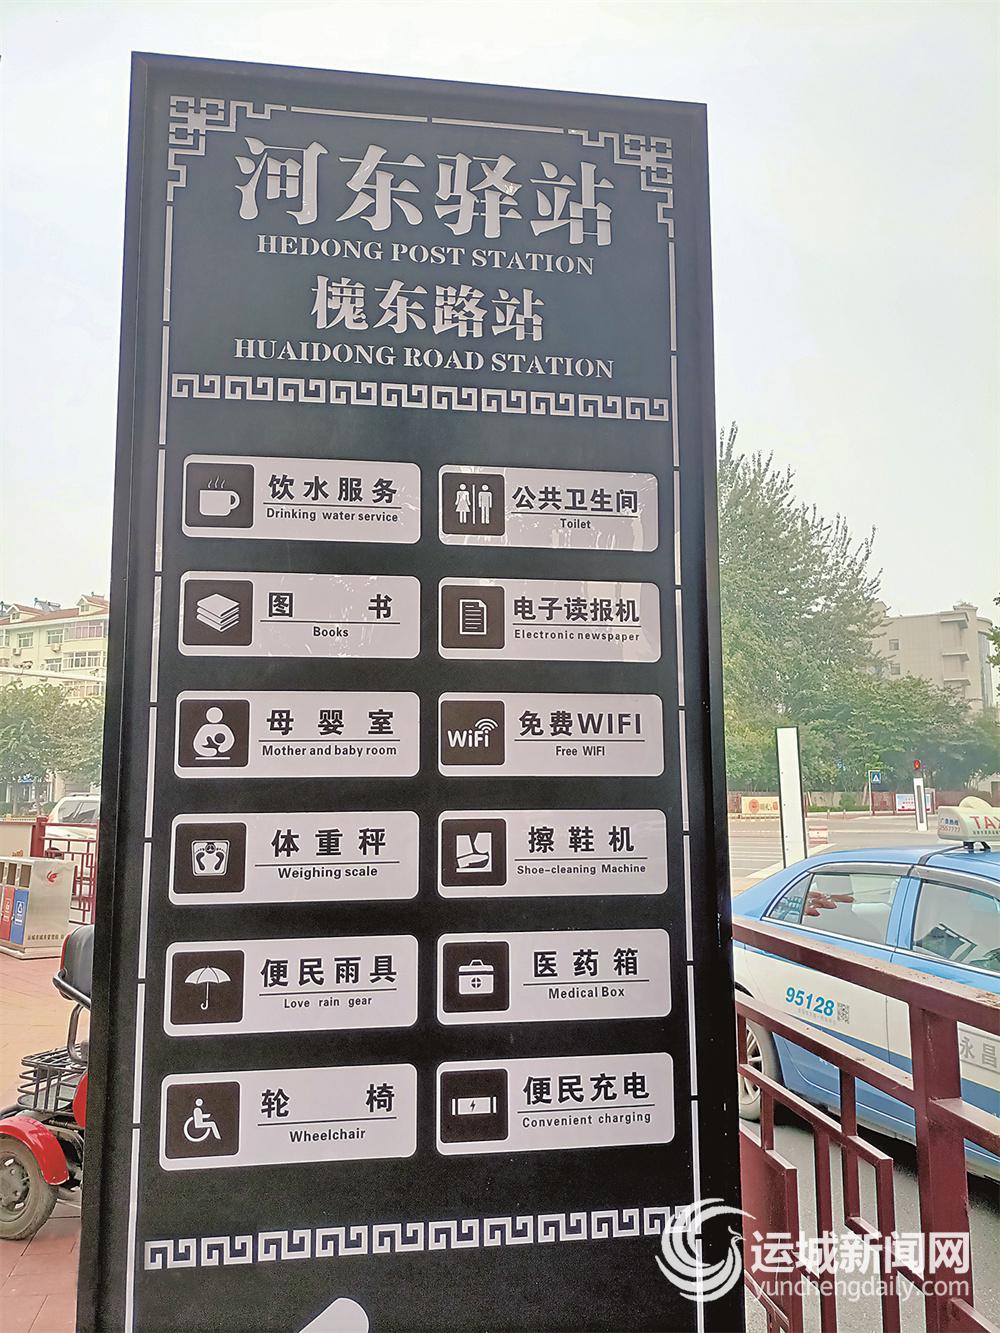 河东驿站
HEDONG POST STATION
槐东路站
HUAIDONG ROAD STATION
饮水服务
Drinking water service
公共卫生间
Toilet
图 书
Books
电子读报机
Electronic newspaper
母婴室
Mother and baby room
WiFi
免费WIFI
Free WIFI
体重秤
Weighing scale
擦鞋机
Shoe-cleaning Machine
便民雨具
Love rain gear
医药箱
Medical Box
轮 椅
Wheelchair
便民充电
Convenient charging
TAX
95128
永昌
运城新闻网
yunchengdaily.com